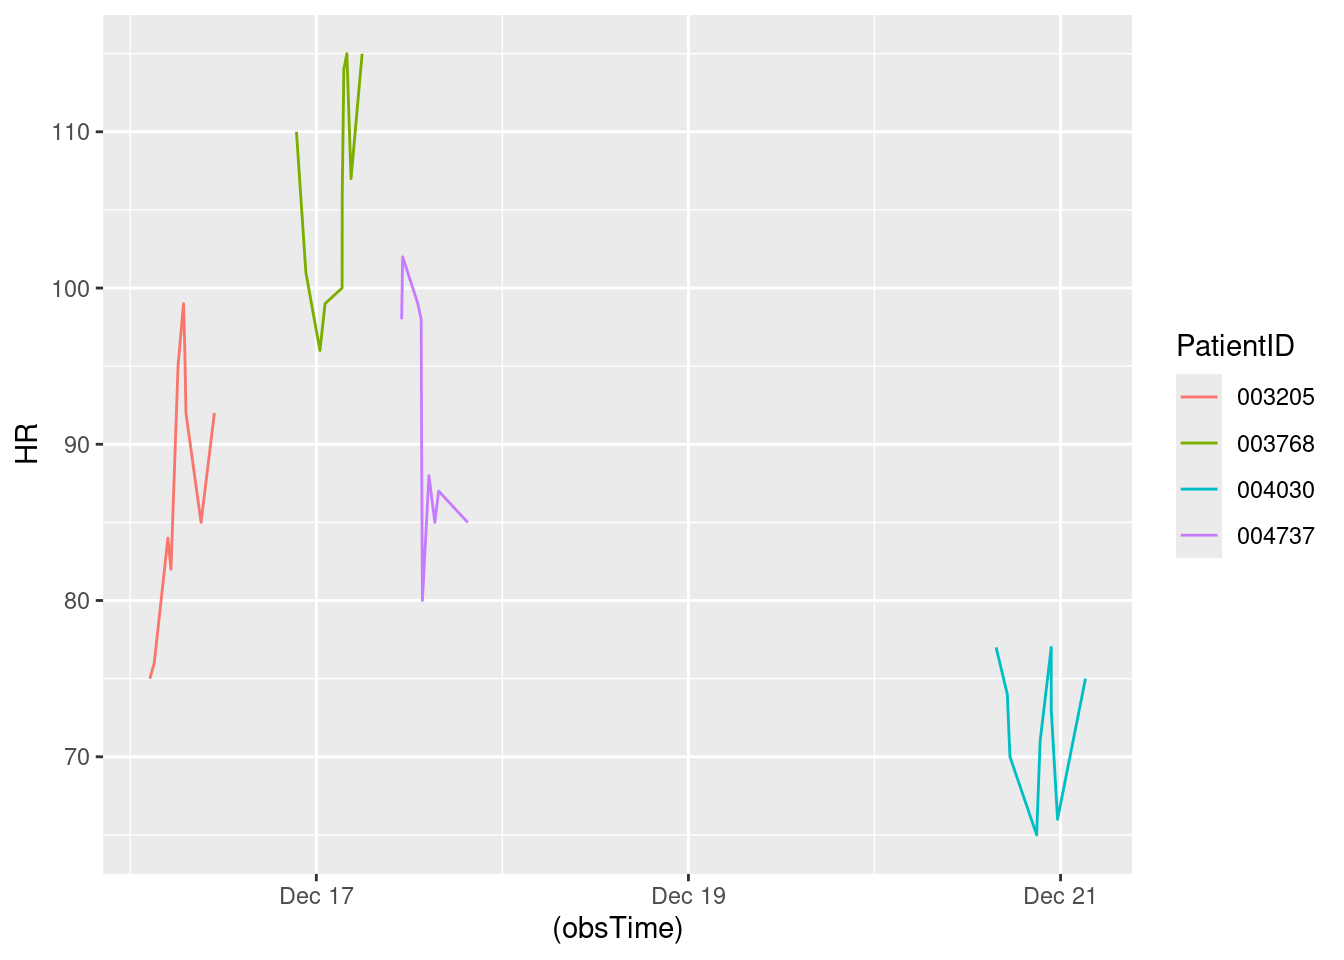 110
100
90
80
70
HR
Dec 17
Dec 19
Dec 21
(obsTime)
PatientID
003205
003768
004030
004737